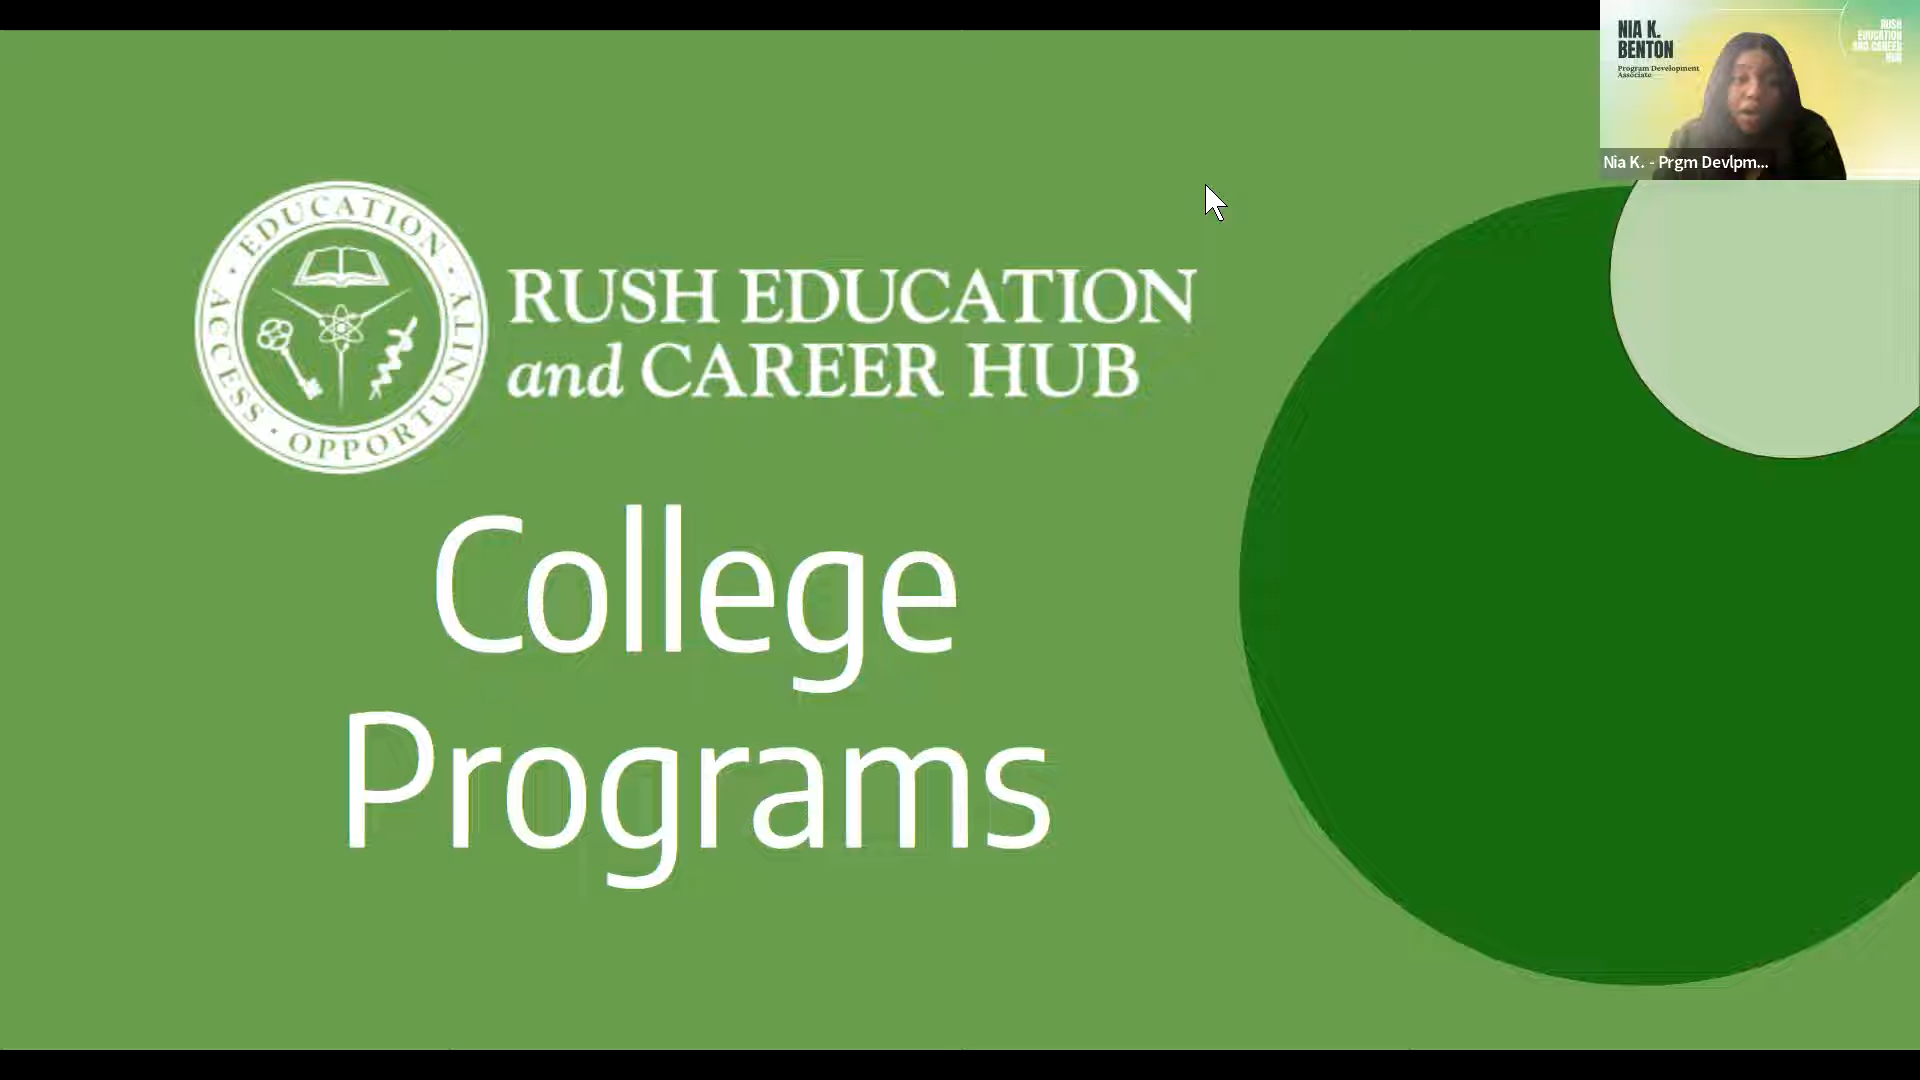 NIA K.
BENTON
Program Development
Associate
RUSH
EDUCATION
AND CAREER
HUB
Nia K. - Prgm Devlpm...
EDUCATION · OPPORTUNITY · ACCESS ·
RUSH EDUCATION
and CAREER HUB
College
Programs